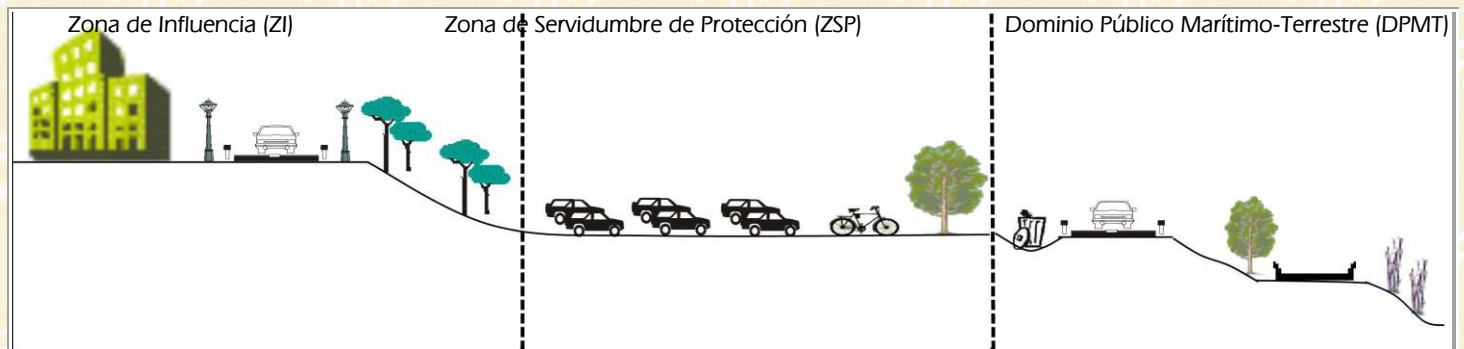 Zona de Influencia (ZI)
Zona de Servidumbre de Protección (ZSP)
Dominio Público Marítimo-Terrestre (DPMT)